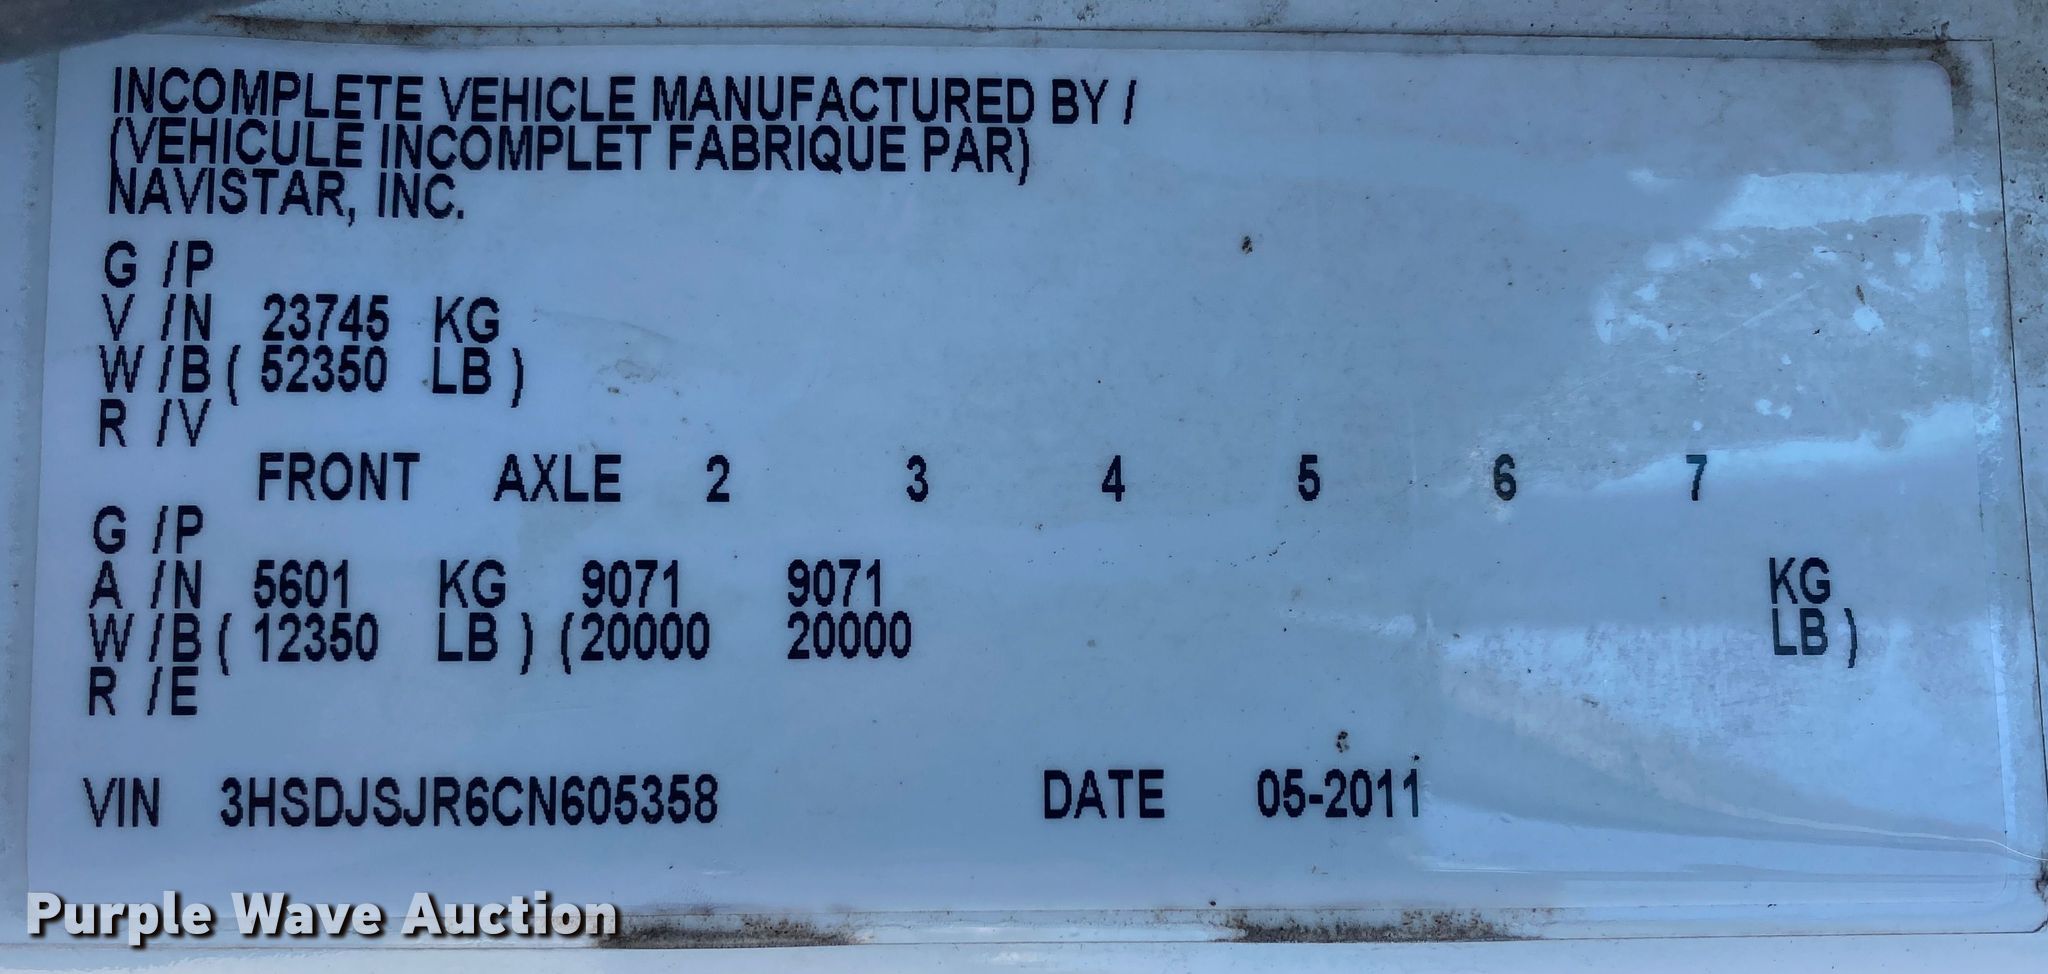 INCOMPLETE VEHICLE MANUFACTURED BY /
(VEHICULE INCOMPLET FABRIQUE PAR)
NAVISTAR, INC.
G /P
V /N 23745 KG
W /B ( 52350 LB )
R /V
FRONT AXLE 2 3 4 5 6 7
G /P
A /N 5601 KG 9071 9071 KG
W /B ( 12350 LB ) (20000 20000 LB )
R /E
VIN 3HSDJSJR6CN605358 DATE 05-2011
Purple Wave Auction